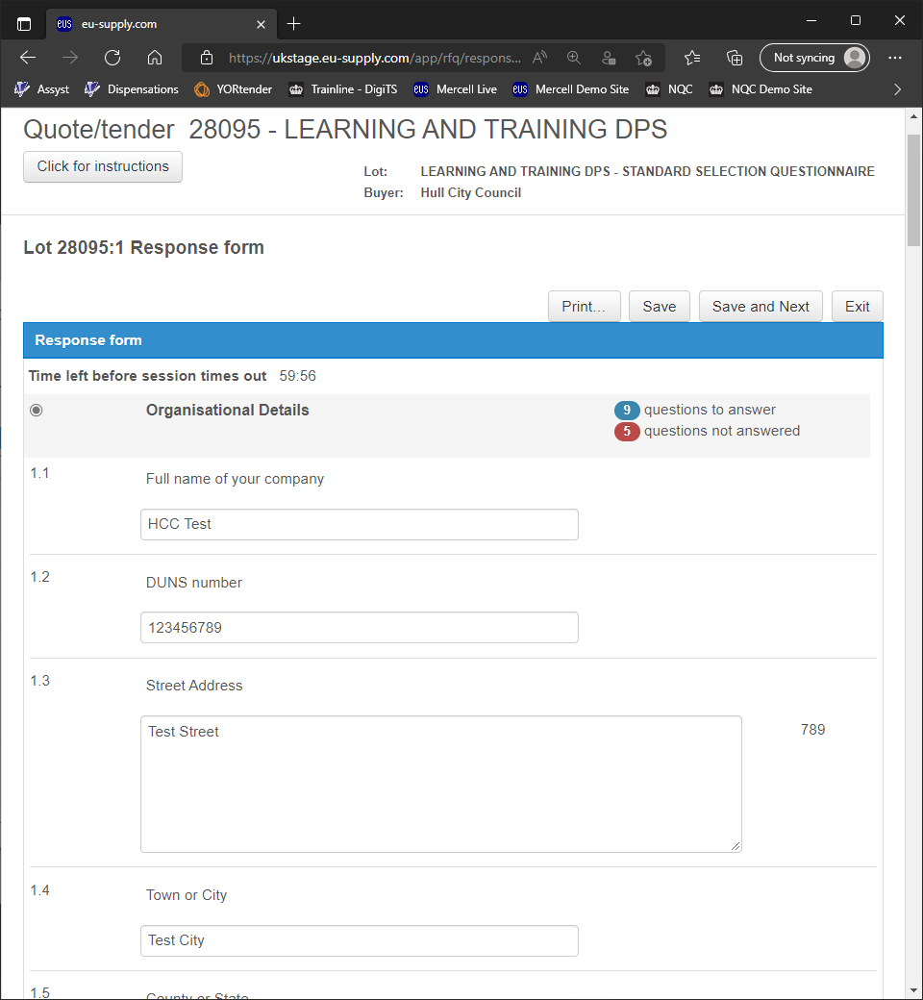 eUS eu-supply.com
https://ukstage.eu-supply.com/app/rfq/respons...
Not syncing
Assyst Dispensations YORtender Trainline - DigiTS eUS Mercell Live eUS Mercell Demo Site NQC NQC Demo Site
Quote/tender 28095 - LEARNING AND TRAINING DPS
Click for instructions
Lot: LEARNING AND TRAINING DPS - STANDARD SELECTION QUESTIONNAIRE
Buyer: Hull City Council
Lot 28095:1 Response form
Print... Save Save and Next Exit
Response form
Time left before session times out 59:56
Organisational Details 9 questions to answer
5 questions not answered
1.1 Full name of your company
HCC Test
1.2 DUNS number
123456789
1.3 Street Address
Test Street 789
1.4 Town or City
Test City
1.5 County or State